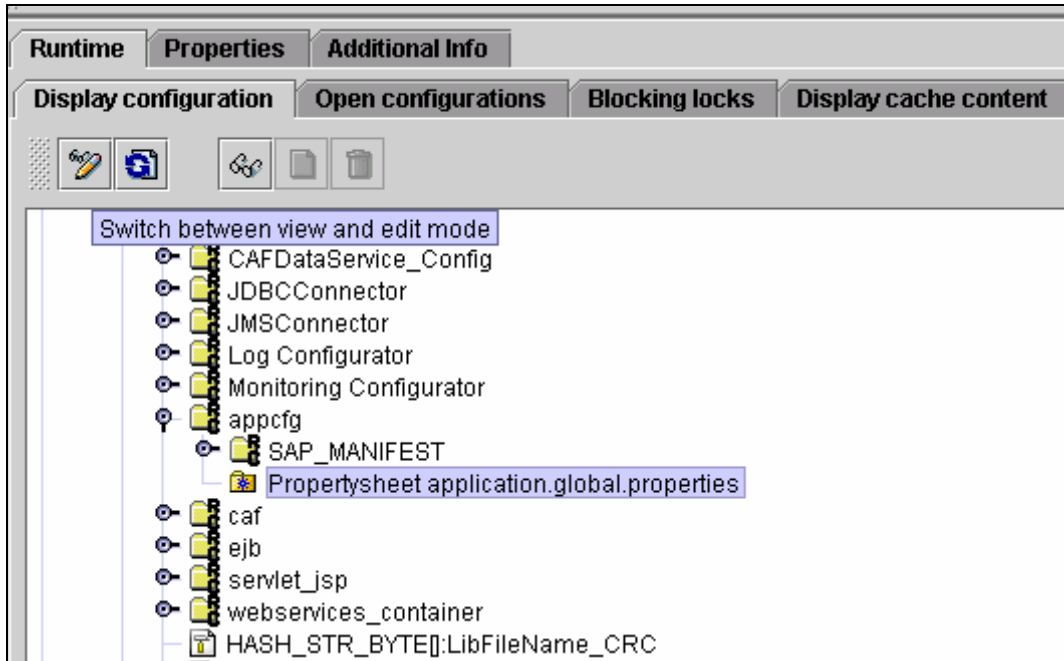 Runtime Properties Additional Info
Display configuration Open configurations Blocking locks Display cache content
Switch between view and edit mode
CAFDataService_Config
JDBCConnector
JMSConnector
Log Configurator
Monitoring Configurator
appcfg
SAP_MANIFEST
Propertysheet application.global.properties
caf
ejb
servlet_jsp
webservices_container
HASH_STR_BYTE[]:LibFileName_CRC